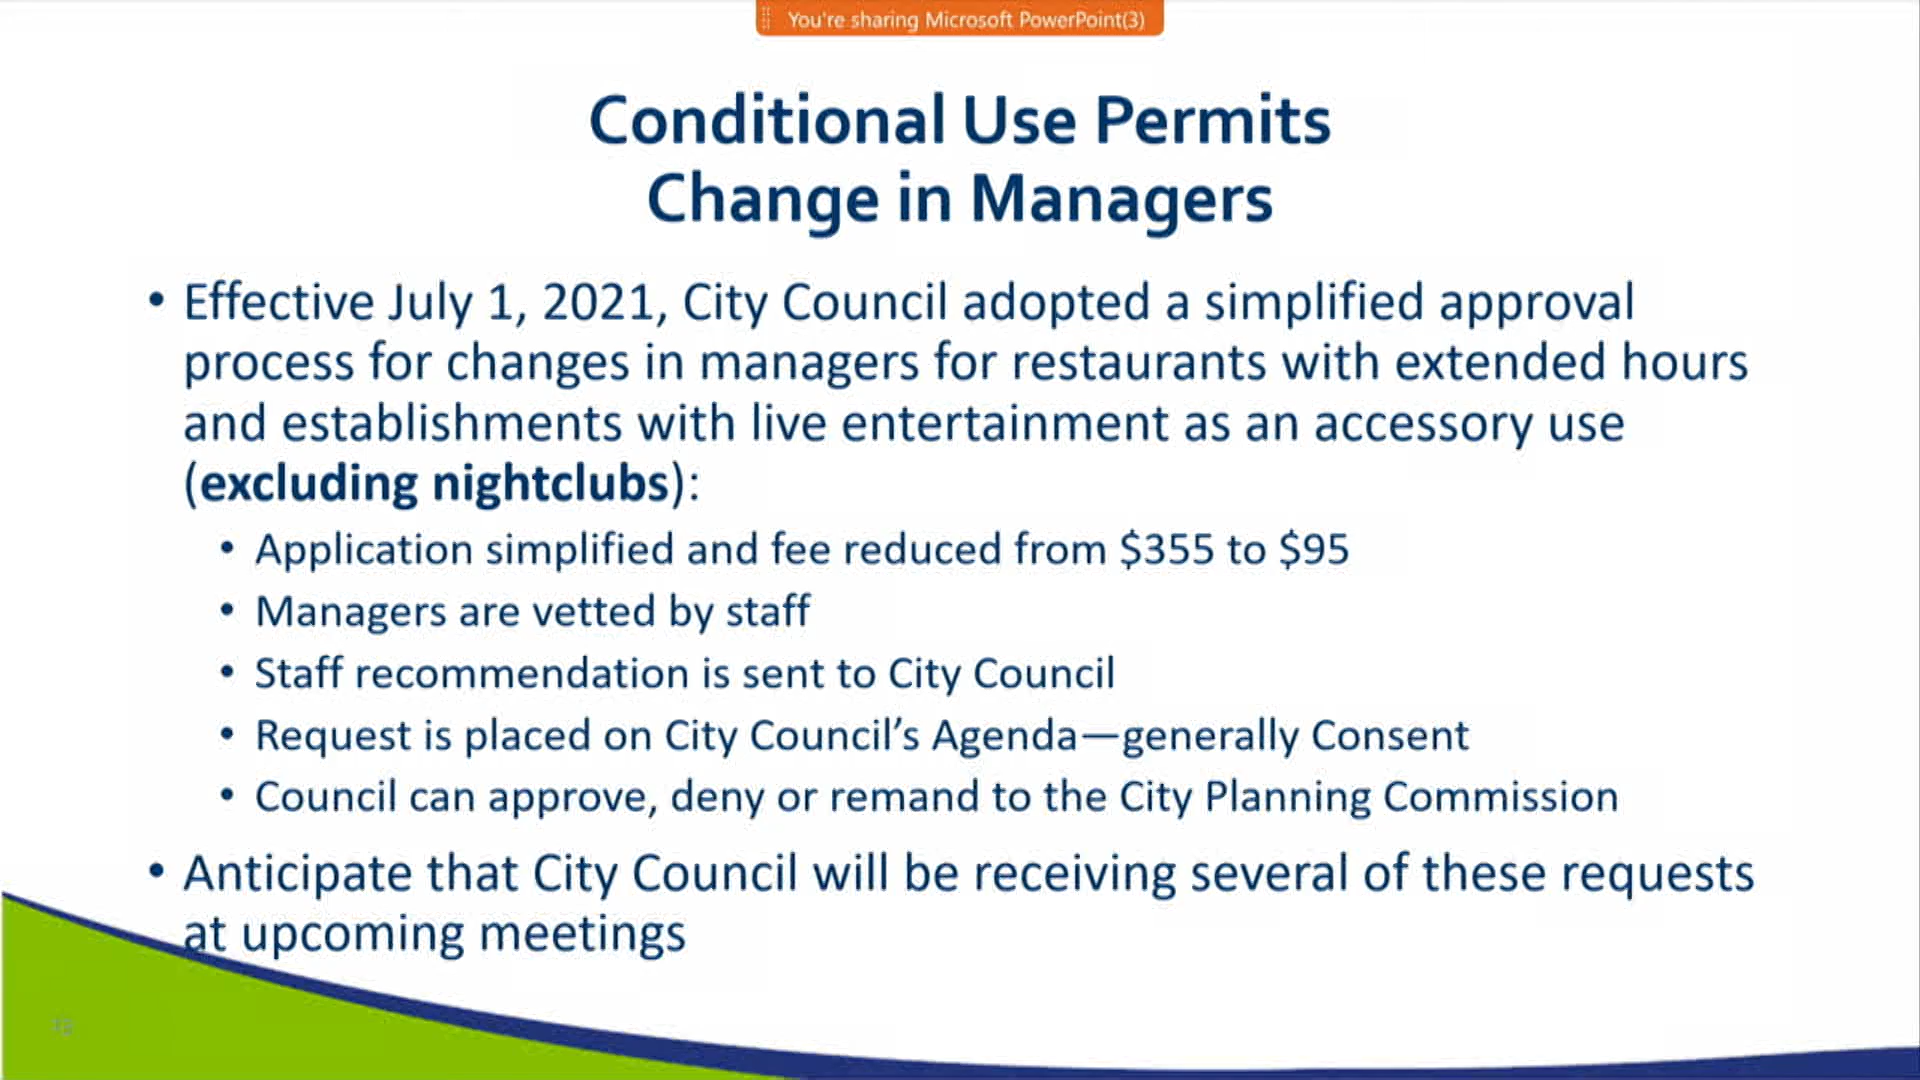 You're sharing Microsoft PowerPoint(3)
Conditional Use Permits
Change in Managers
• Effective July 1, 2021, City Council adopted a simplified approval
process for changes in managers for restaurants with extended hours
and establishments with live entertainment as an accessory use
(excluding nightclubs):
• Application simplified and fee reduced from $355 to $95
• Managers are vetted by staff
• Staff recommendation is sent to City Council
• Request is placed on City Council’s Agenda—generally Consent
• Council can approve, deny or remand to the City Planning Commission
• Anticipate that City Council will be receiving several of these requests
at upcoming meetings